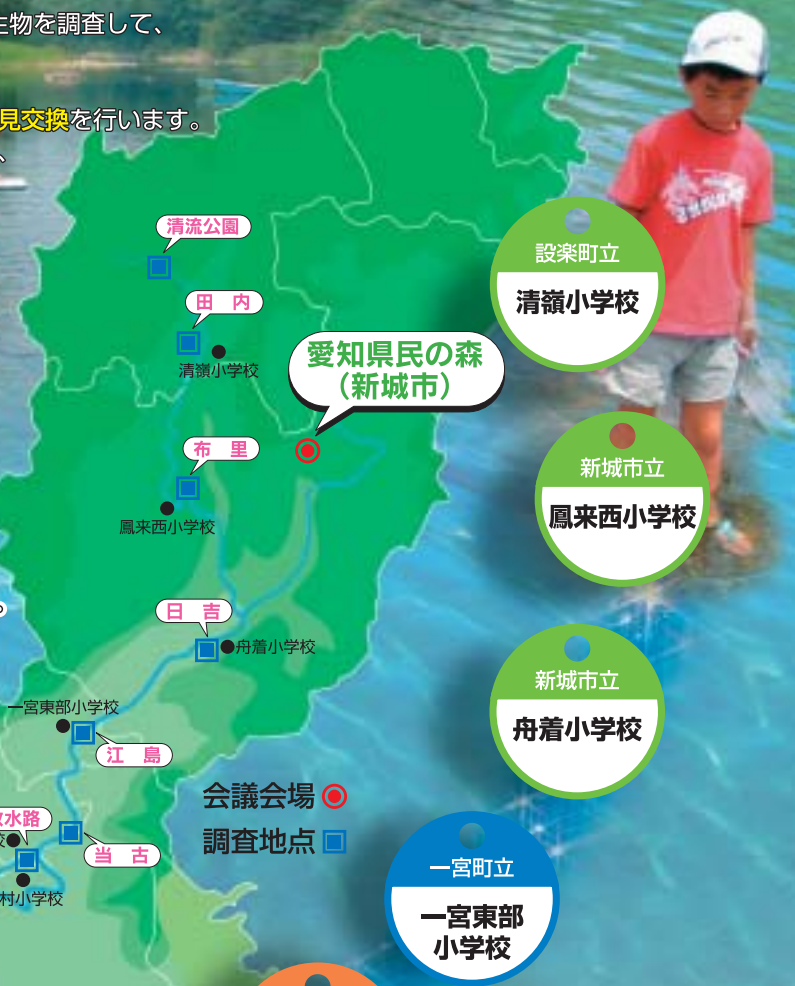 生物を調査して、
見交換を行います。
、
清流公園
田 内
清嶺小学校
愛知県民の森
（新城市）
布 里
鳳来西小学校
。
日 吉
舟着小学校
一宮東部小学校
江 島
水路
校
当 古
村小学校
会議会場
調査地点
設楽町立
清嶺小学校
新城市立
鳳来西小学校
新城市立
舟着小学校
一宮町立
一宮東部
小学校